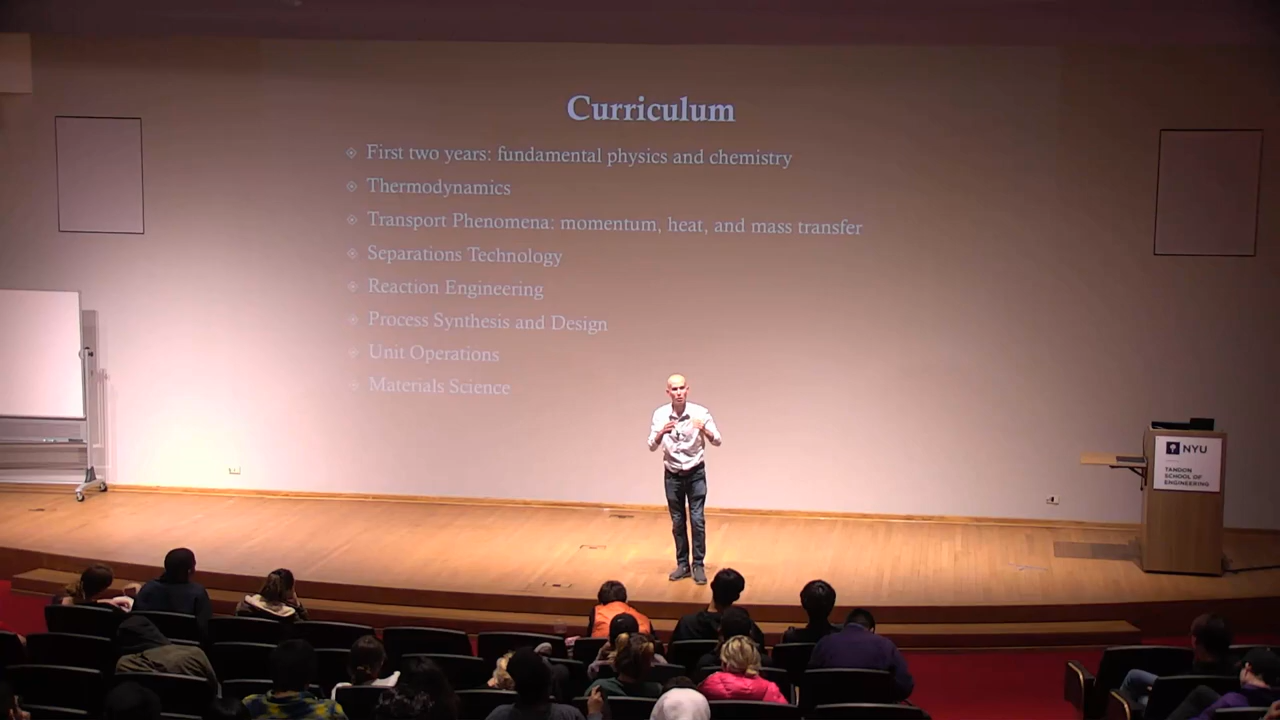 Curriculum
First two years: fundamental physics and chemistry
Thermodynamics
Transport Phenomena: momentum, heat, and mass transfer
Separations Technology
Reaction Engineering
Process Synthesis and Design
Unit Operations
Materials Science
NYU
TANDON
SCHOOL OF
ENGINEERING